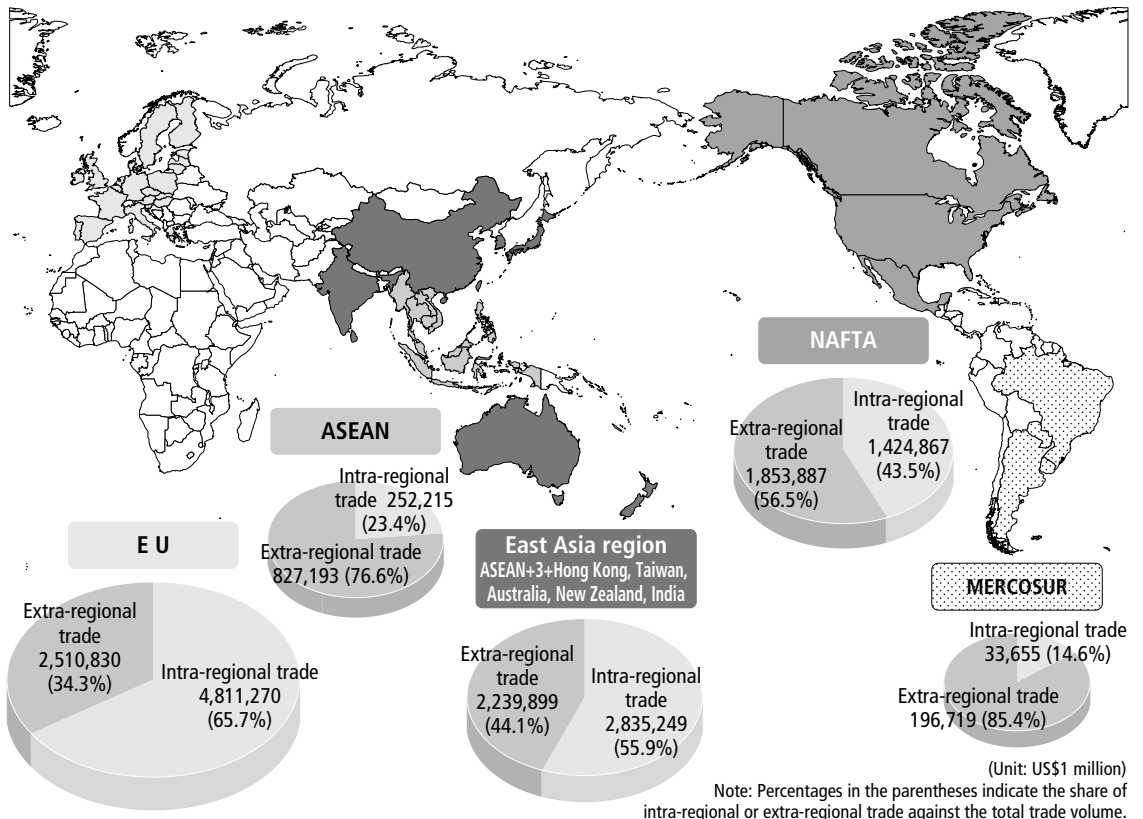 NAFTA
Extra-regional
trade
1,853,887
(56.5%)
Intra-regional
trade
1,424,867
(43.5%)
ASEAN
Intra-regional
trade 252,215
(23.4%)
Extra-regional trade
827,193 (76.6%)
E U
Extra-regional
trade
2,510,830
(34.3%)
Intra-regional trade
4,811,270
(65.7%)
East Asia region
ASEAN+3+Hong Kong, Taiwan,
Australia, New Zealand, India
Extra-regional
trade
2,239,899
(44.1%)
Intra-regional
trade
2,835,249
(55.9%)
MERCOSUR
Intra-regional trade
33,655 (14.6%)
Extra-regional trade
196,719 (85.4%)
(Unit: US$1 million)
Note: Percentages in the parentheses indicate the share of
intra-regional or extra-regional trade against the total trade volume.